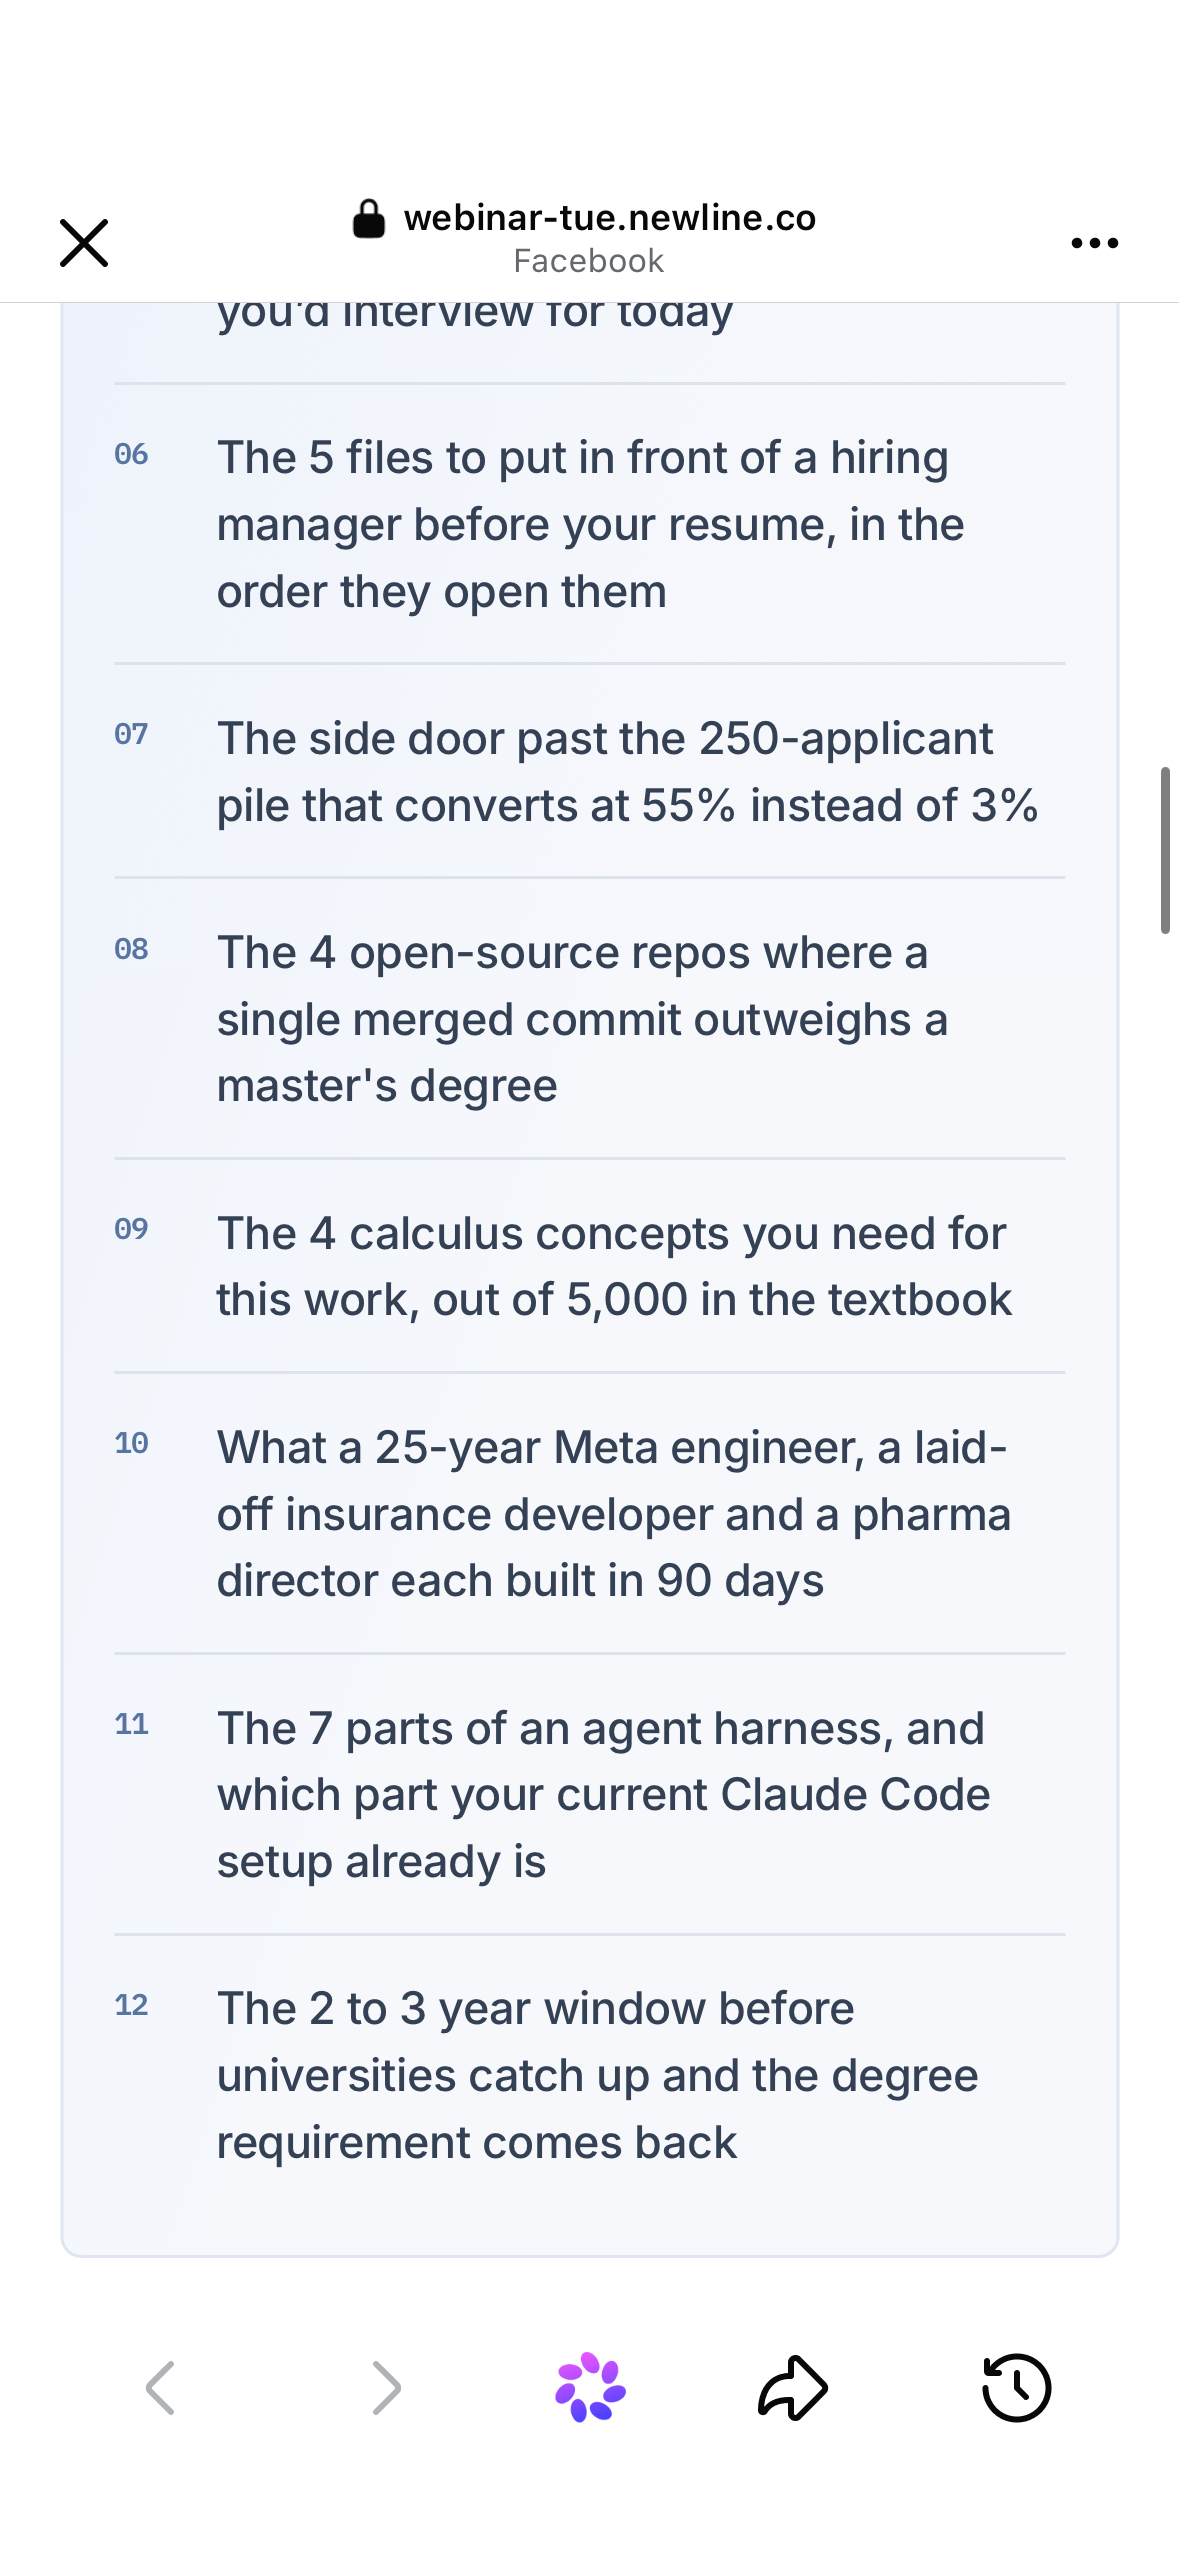 webinar-tue.newline.co
Facebook
you'd interview for today
06
The 5 files to put in front of a hiring
manager before your resume, in the
order they open them
07
The side door past the 250-applicant
pile that converts at 55% instead of 3%
08
The 4 open-source repos where a
single merged commit outweighs a
master's degree
09
The 4 calculus concepts you need for
this work, out of 5,000 in the textbook
10
What a 25-year Meta engineer, a laid-
off insurance developer and a pharma
director each built in 90 days
11
The 7 parts of an agent harness, and
which part your current Claude Code
setup already is
12
The 2 to 3 year window before
universities catch up and the degree
requirement comes back